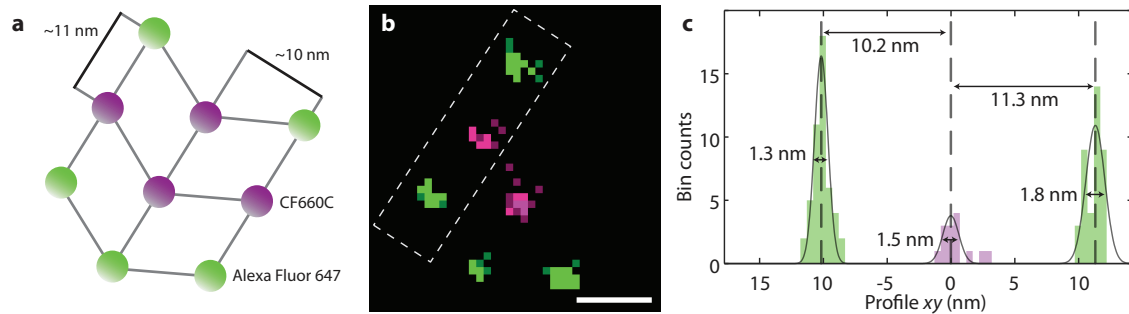 a
~11 nm
~10 nm
CF660C
Alexa Fluor 647
b
c
Bin counts
15
10
5
0
10.2 nm
11.3 nm
1.3 nm
1.8 nm
1.5 nm
15
10
-5
0
5
10
Profile xy (nm)